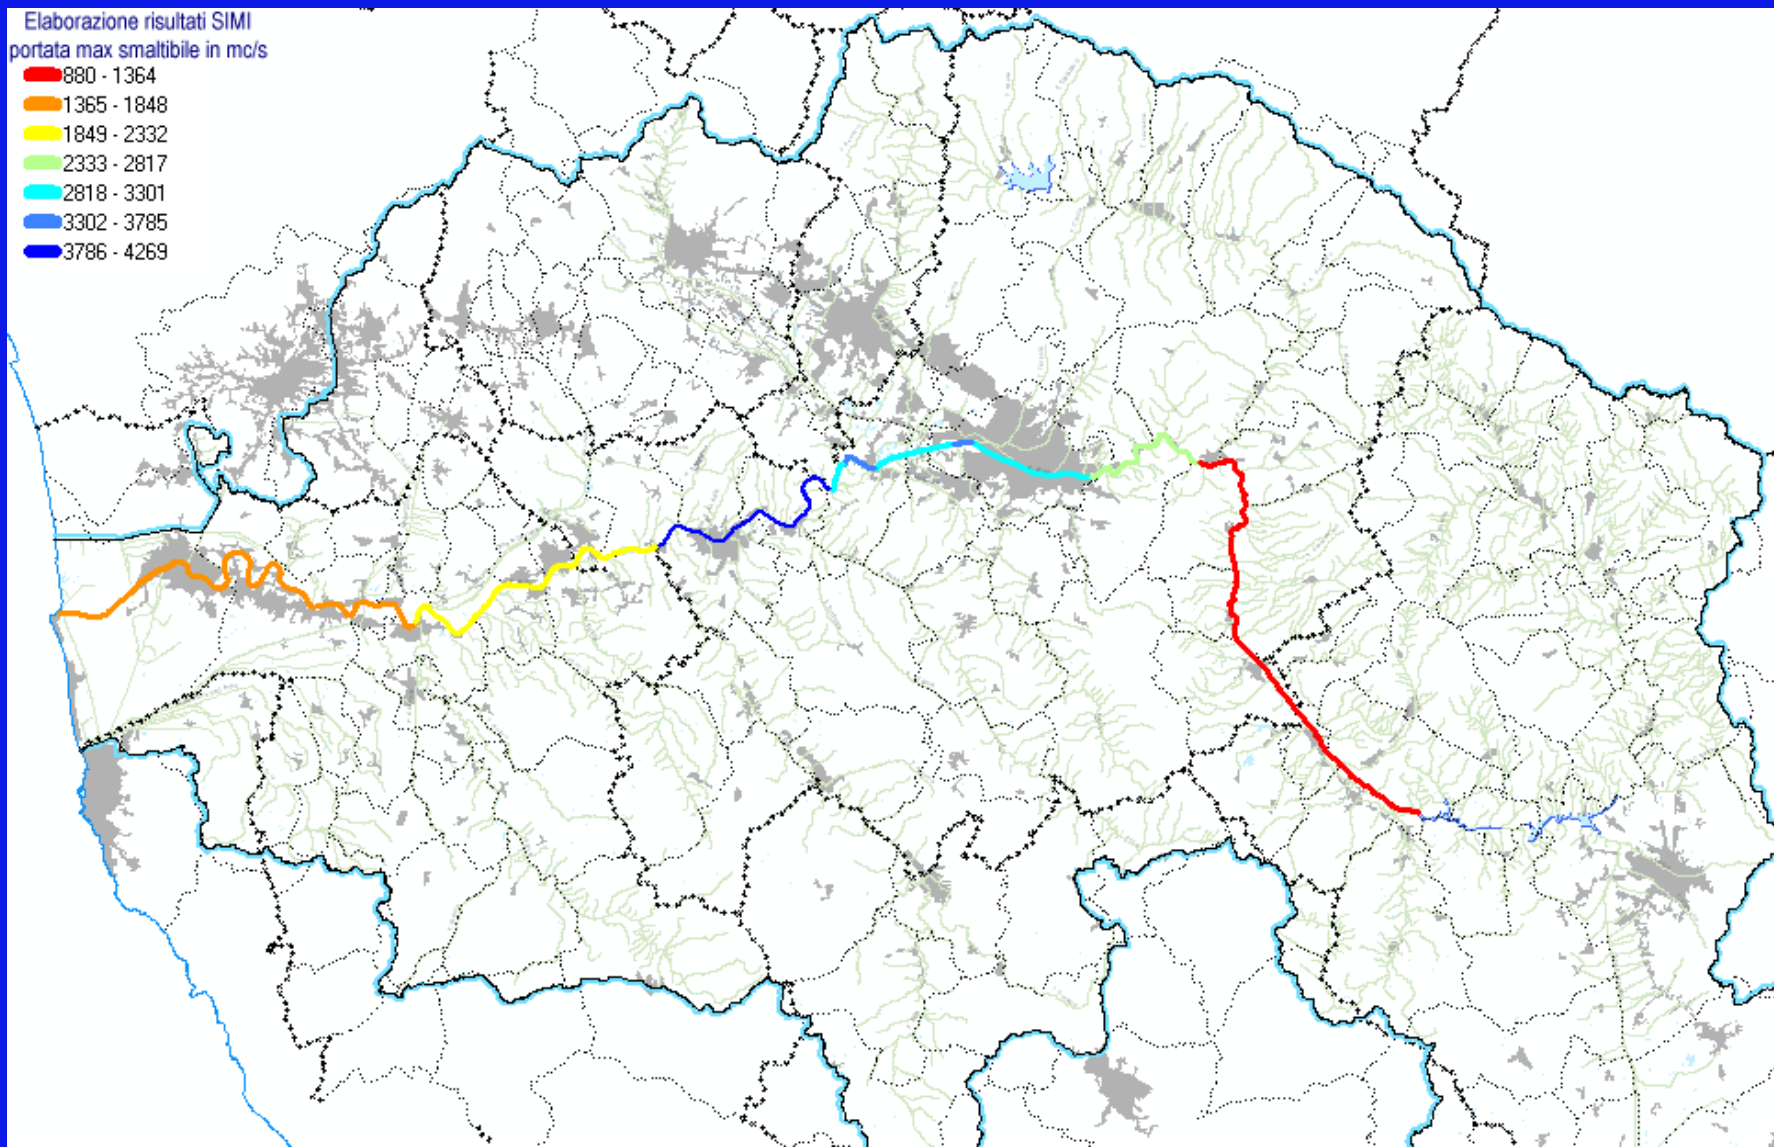 Elaborazione risultati SIMI
portata max smaltibile in mc/s
880 - 1364
1365 - 1848
1849 - 2332
2333 - 2817
2818 - 3301
3302 - 3785
3786 - 4269